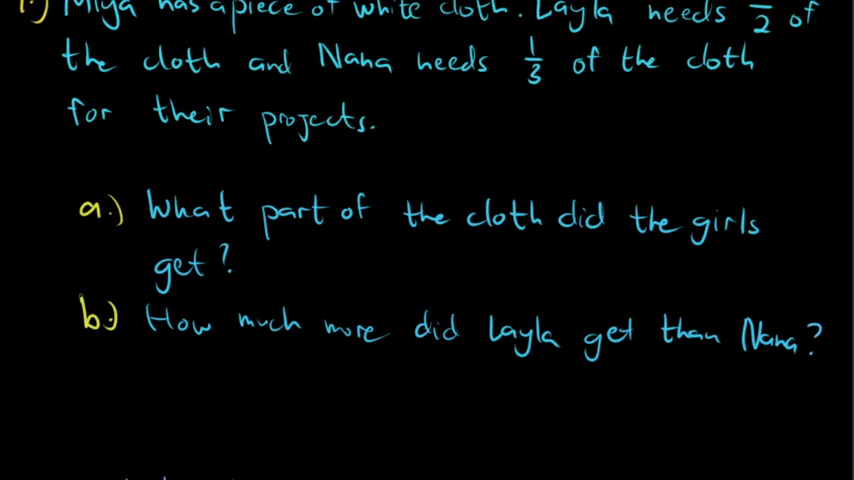 1.) Miya has a piece of white cloth. Layla needs 2 of
the cloth and Nana needs 1/3 of the cloth
for their projects.
a.) What part of the cloth did the girls
get?
b.) How much more did Layla get than Nana?